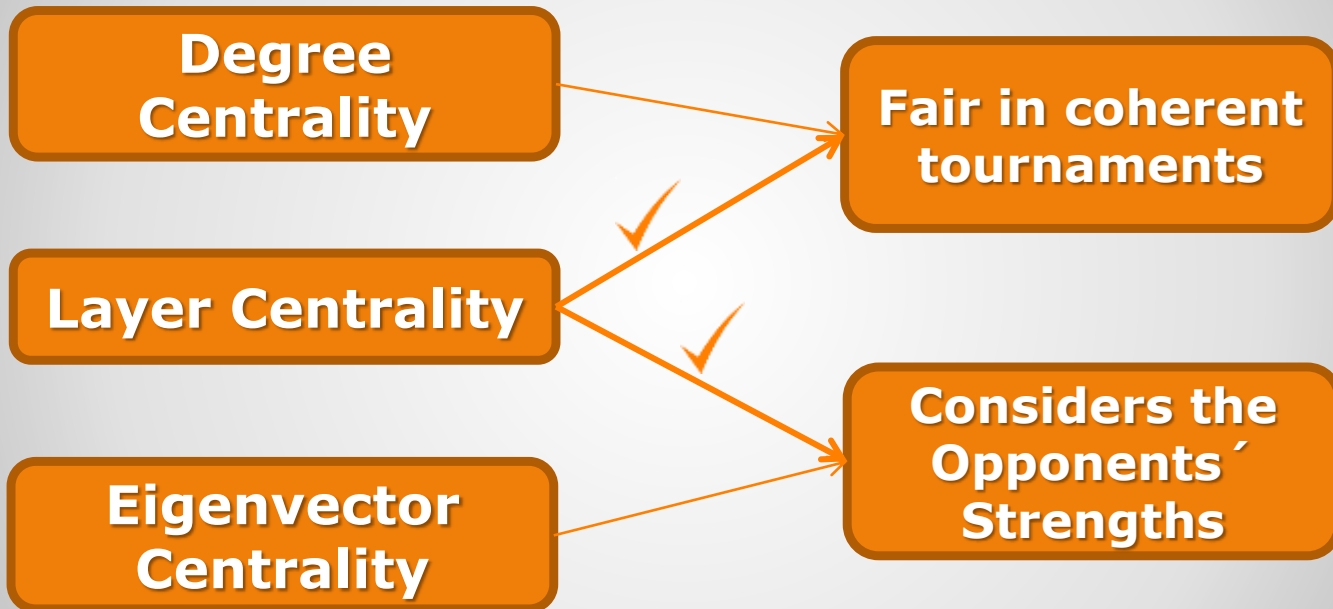 Degree
Centrality
Layer Centrality
Eigenvector
Centrality
Fair in coherent
tournaments
Considers the
Opponents´
Strengths